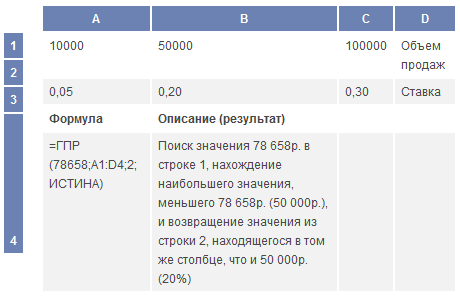 A B C D
1 10000 50000 100000 Объем
2 продаж
3 0,05 0,20 0,30 Ставка
Формула Описание (результат)
=ГПР Поиск значения 78 658р. в
(78658;A1:D4;2; строке 1, нахождение
ИСТИНА) наибольшего значения,
меньшего 78 658р. (50 000р.),
и возвращение значения из
строки 2, находящегося в том
4 же столбце, что и 50 000р.
(20%)